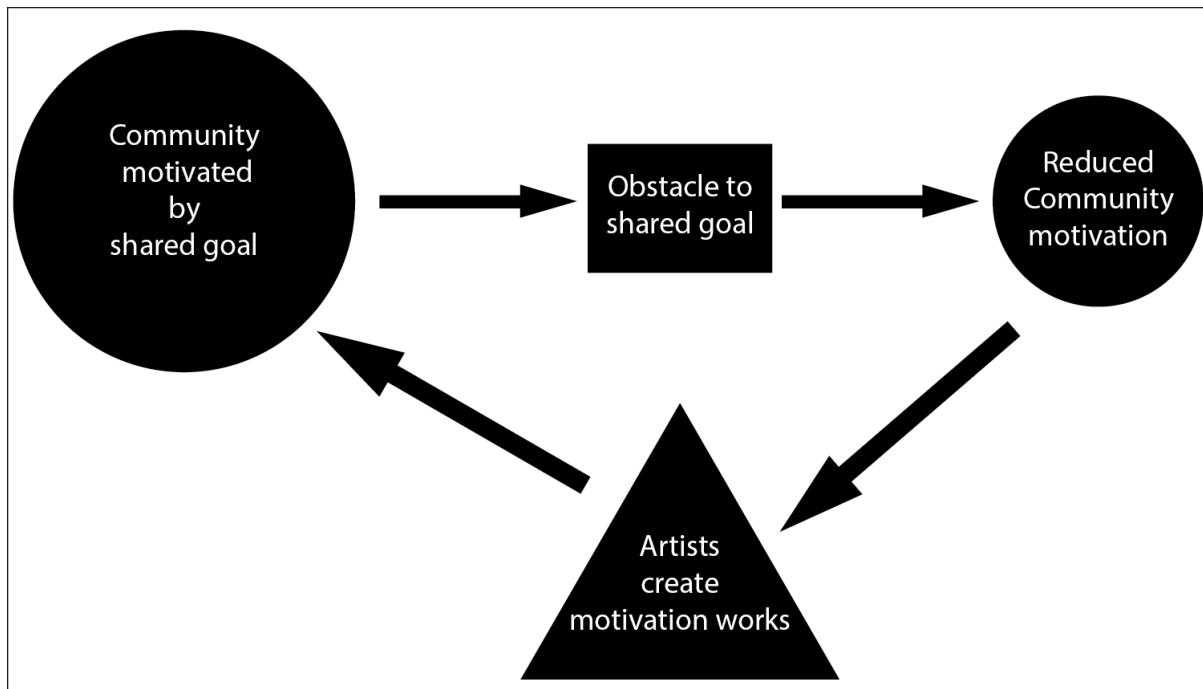 Community
motivated
by
shared goal
Obstacle to
shared goal
Reduced
Community
motivation
Artists
create
motivation works